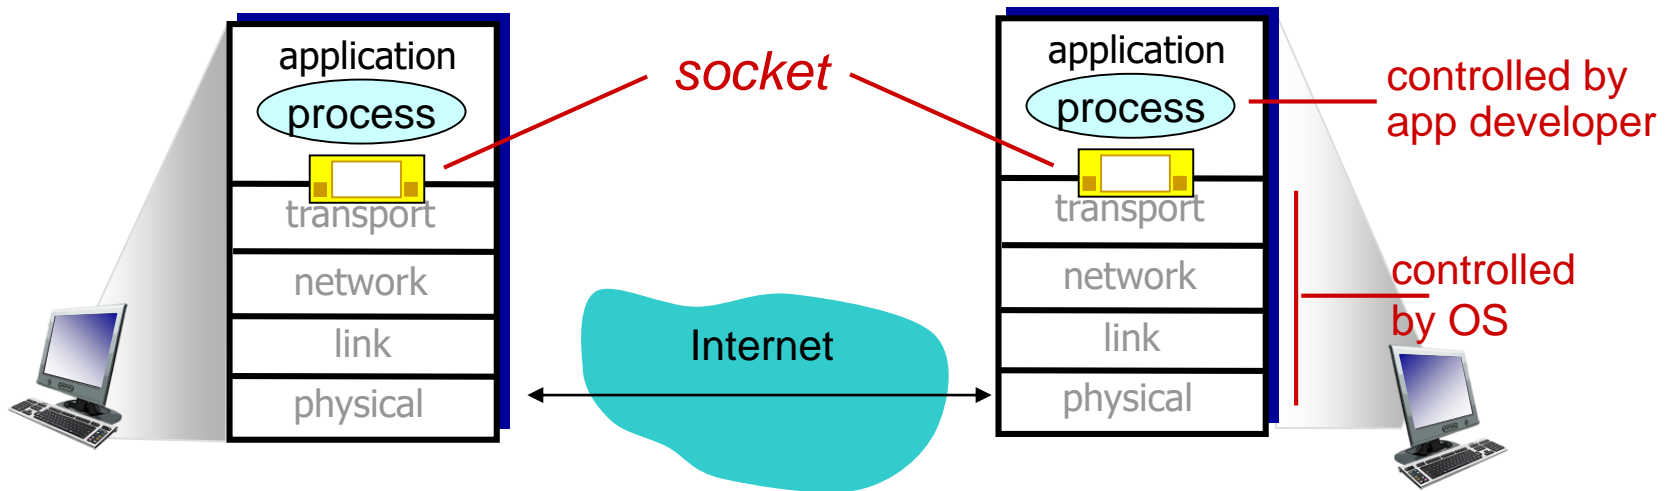 application
process
transport
network
link
physical
socket
Internet
application
process
transport
network
link
physical
controlled by
app developer
controlled
by OS